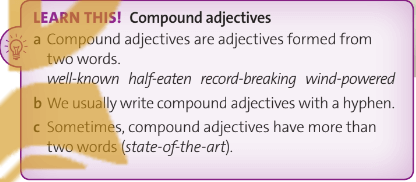 LEARN THIS! Compound adjectives
a Compound adjectives are adjectives formed from
two words.
well-known half-eaten record-breaking wind-powered
b We usually write compound adjectives with a hyphen.
c Sometimes, compound adjectives have more than
two words (state-of-the-art).